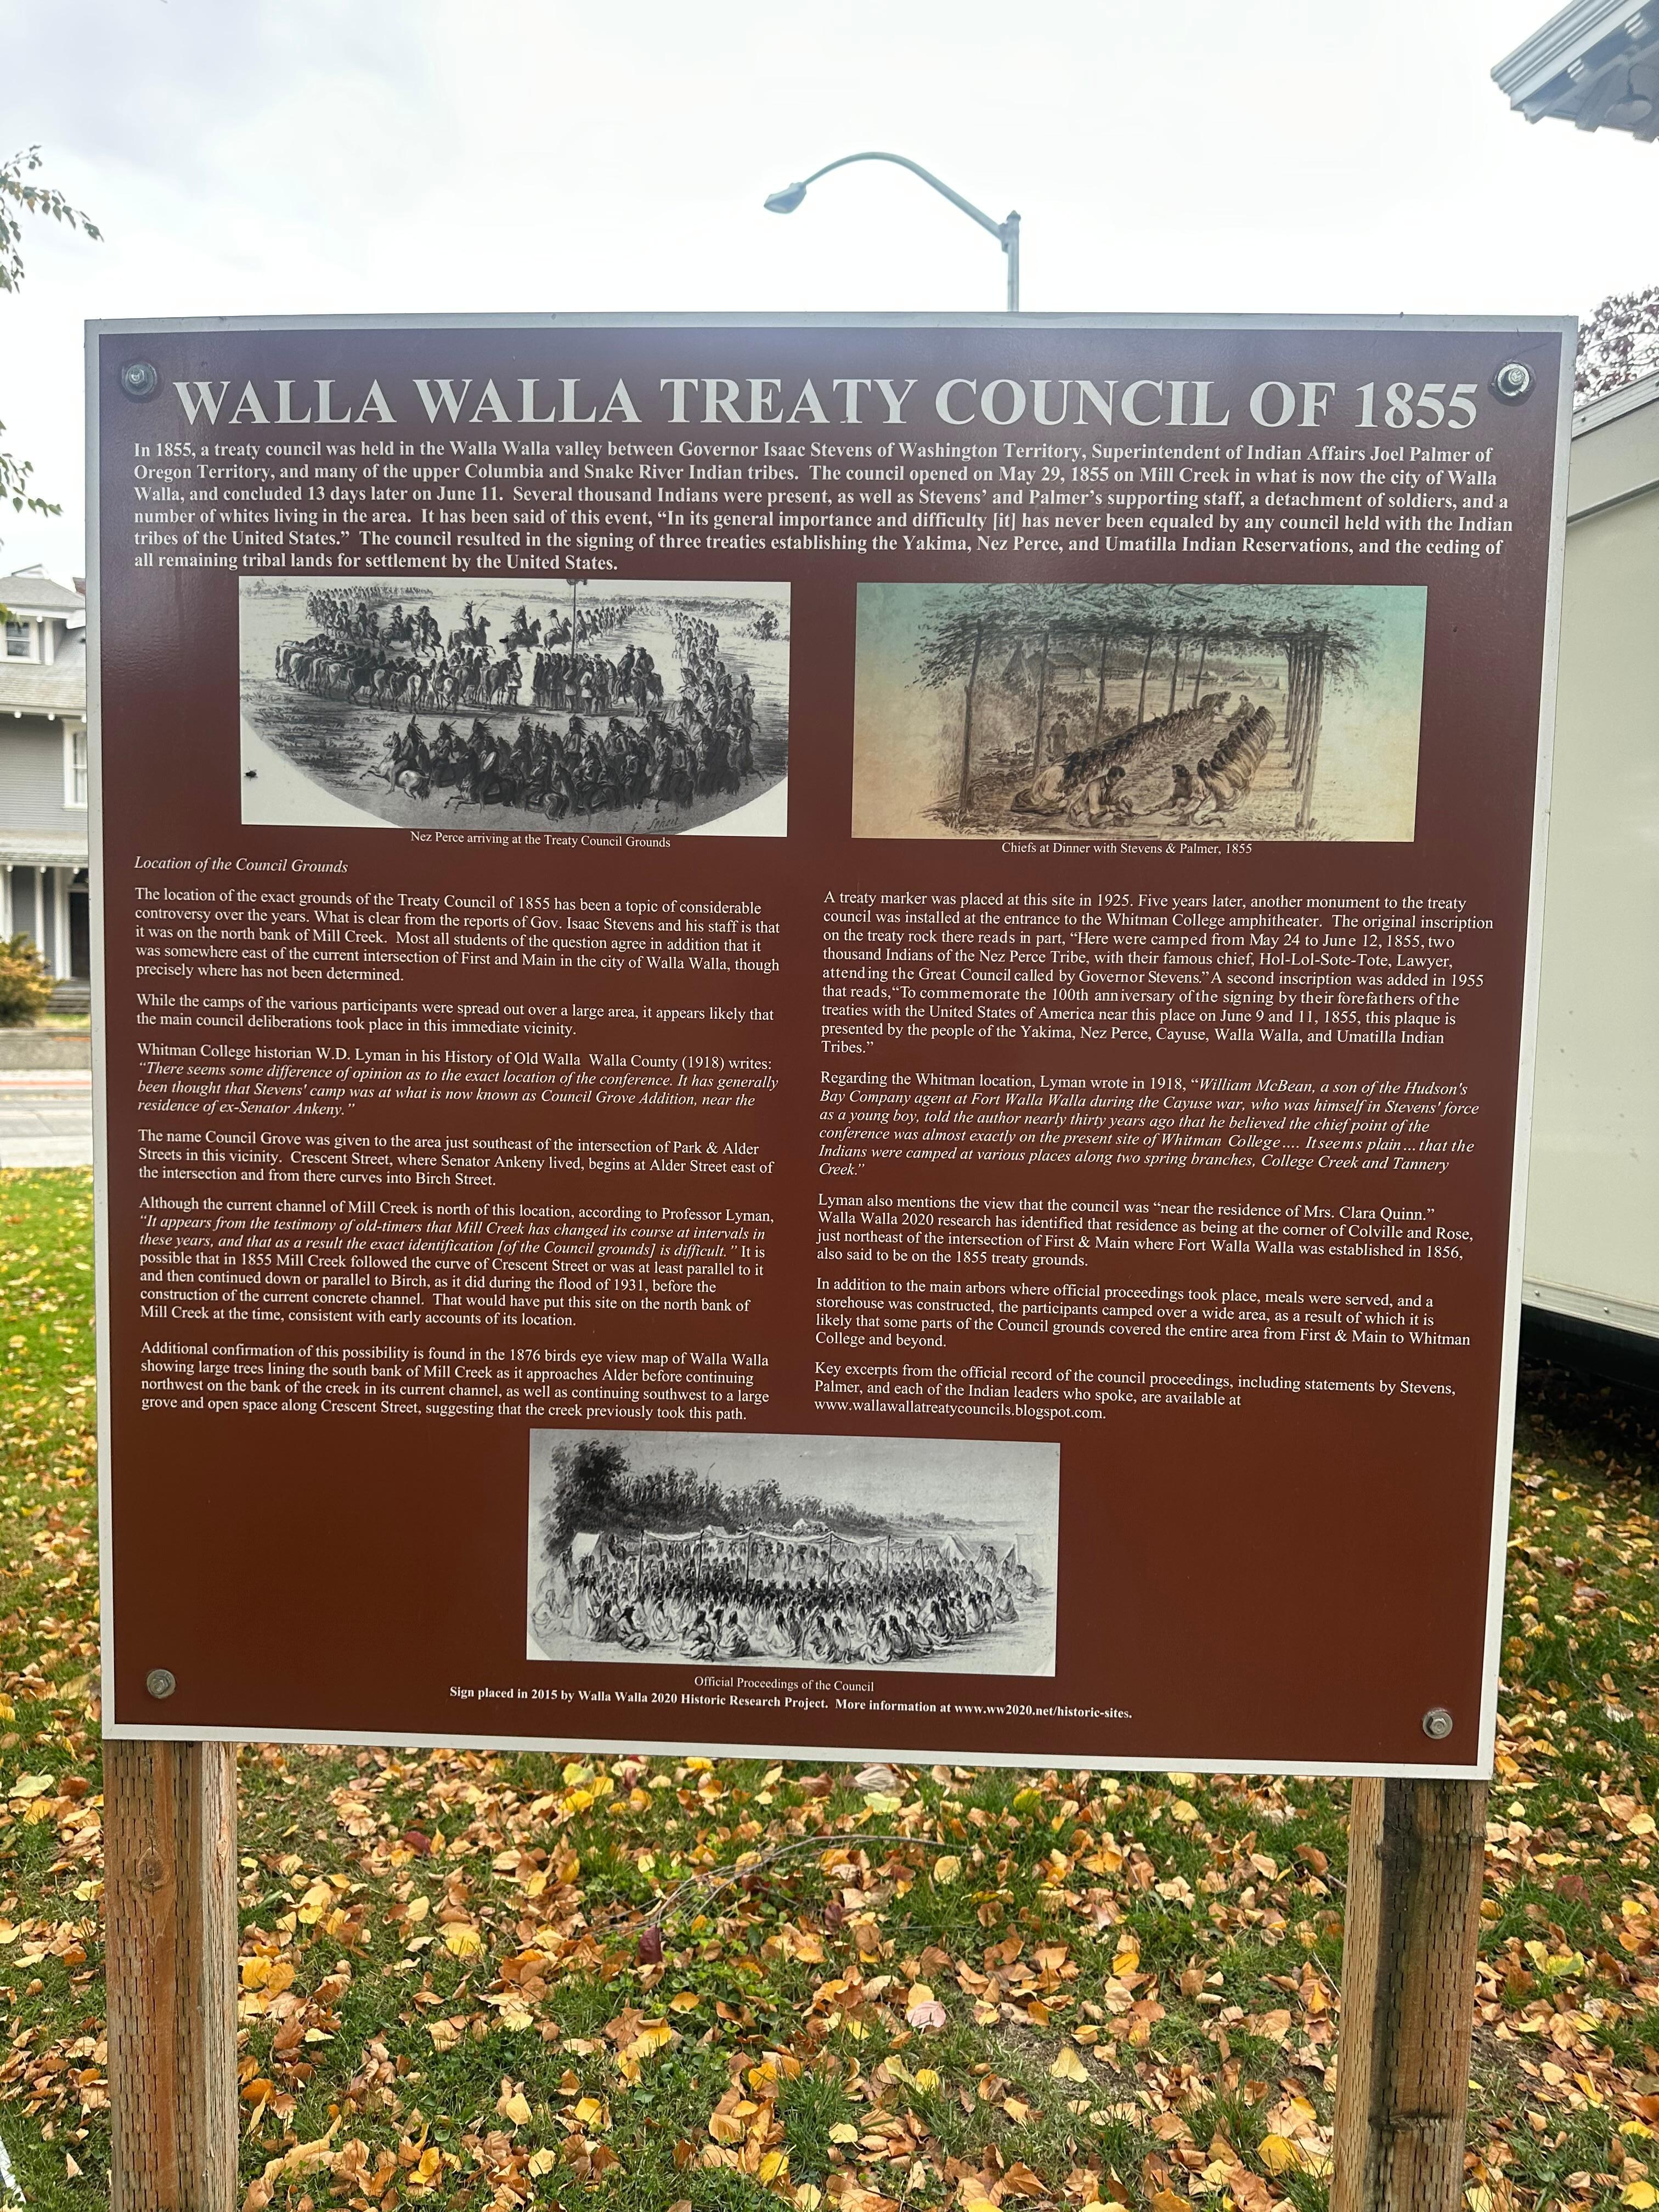 WALLA WALLA TREATY COUNCIL OF 1855
In 1855, a treaty council was held in the Walla Walla valley between Governor Isaac Stevens of Washington Territory, Superintendent of Indian Affairs Joel Palmer of
Oregon Territory, and many of the upper Columbia and Snake River Indian tribes. The council opened on May 29, 1855 on Mill Creek in what is now the city of Walla
Walla, and concluded 13 days later on June 11. Several thousand Indians were present, as well as Stevens' and Palmer's supporting staff, a detachment of soldiers, and a
number of whites living in the area. It has been said of this event, "In its general importance and difficulty [it] has never been equaled by any council held with the Indian
tribes of the United States." The council resulted in the signing of three treaties establishing the Yakima, Nez Perce, and Umatilla Indian Reservations, and the ceding of
all remaining tribal lands for settlement by the United States.
Nez Perce arriving at the Treaty Council Grounds
Chiefs at Dinner with Stevens & Palmer, 1855
Location of the Council Grounds
The location of the exact grounds of the Treaty Council of 1855 has been a topic of considerable
controversy over the years. What is clear from the reports of Gov. Isaac Stevens and his staff is that
it was on the north bank of Mill Creek. Most all students of the question agree in addition that it
was somewhere east of the current intersection of First and Main in the city of Walla Walla, though
precisely where has not been determined.
While the camps of the various participants were spread out over a large area, it appears likely that
the main council deliberations took place in this immediate vicinity.
Whitman College historian W.D. Lyman in his History of Old Walla Walla County (1918) writes:
"There seems some difference of opinion as to the exact location of the conference. It has generally
been thought that Stevens' camp was at what is now known as Council Grove Addition, near the
residence of ex-Senator Ankeny."
The name Council Grove was given to the area just southeast of the intersection of Park & Alder
Streets in this vicinity. Crescent Street, where Senator Ankeny lived, begins at Alder Street east of
the intersection and from there curves into Birch Street.
Although the current channel of Mill Creek is north of this location, according to Professor Lyman,
"It appears from the testimony of old-timers that Mill Creek has changed its course at intervals in
these years, and that as a result the exact identification [of the Council grounds] is difficult." It is
possible that in 1855 Mill Creek followed the curve of Crescent Street or was at least parallel to it
and then continued down or parallel to Birch, as it did during the flood of 1931, before the
construction of the current concrete channel. That would have put this site on the north bank of
Mill Creek at the time, consistent with early accounts of its location.
Additional confirmation of this possibility is found in the 1876 birds eye view map of Walla Walla
showing large trees lining the south bank of Mill Creek as it approaches Alder before continuing
northwest on the bank of the creek in its current channel, as well as continuing southwest to a large
grove and open space along Crescent Street, suggesting that the creek previously took this path.
A treaty marker was placed at this site in 1925. Five years later, another monument to the treaty
council was installed at the entrance to the Whitman College amphitheater. The original inscription
on the treaty rock there reads in part, "Here were camped from May 24 to June 12, 1855, two
thousand Indians of the Nez Perce Tribe, with their famous chief, Hol-Lol-Sote-Tote, Lawyer,
attending the Great Council called by Governor Stevens." A second inscription was added in 1955
that reads,"To commemorate the 100th anniversary of the signing by their forefathers of the
treaties with the United States of America near this place on June 9 and 11, 1855, this plaque is
presented by the people of the Yakima, Nez Perce, Cayuse, Walla Walla, and Umatilla Indian
Tribes."
Regarding the Whitman location, Lyman wrote in 1918, "William McBean, a son of the Hudson's
Bay Company agent at Fort Walla Walla during the Cayuse war, who was himself in Stevens' force
as a young boy, told the author nearly thirty years ago that he believed the chief point of the
conference was almost exactly on the present site of Whitman College.... It seems plain... that the
Indians were camped at various places along two spring branches, College Creek and Tannery
Creek."
Lyman also mentions the view that the council was "near the residence of Mrs. Clara Quinn."
Walla Walla 2020 research has identified that residence as being at the corner of Colville and Rose,
just northeast of the intersection of First & Main where Fort Walla Walla was established in 1856,
also said to be on the 1855 treaty grounds.
In addition to the main arbors where official proceedings took place, meals were served, and a
storehouse was constructed, the participants camped over a wide area, as a result of which it is
likely that some parts of the Council grounds covered the entire area from First & Main to Whitman
College and beyond.
Key excerpts from the official record of the council proceedings, including statements by Stevens,
Palmer, and each of the Indian leaders who spoke, are available at
www.wallawallatreatycouncils.blogspot.com.
Official Proceedings of the Council
Sign placed in 2015 by Walla Walla 2020 Historic Research Project. More information at www.ww2020.net/historic-sites.